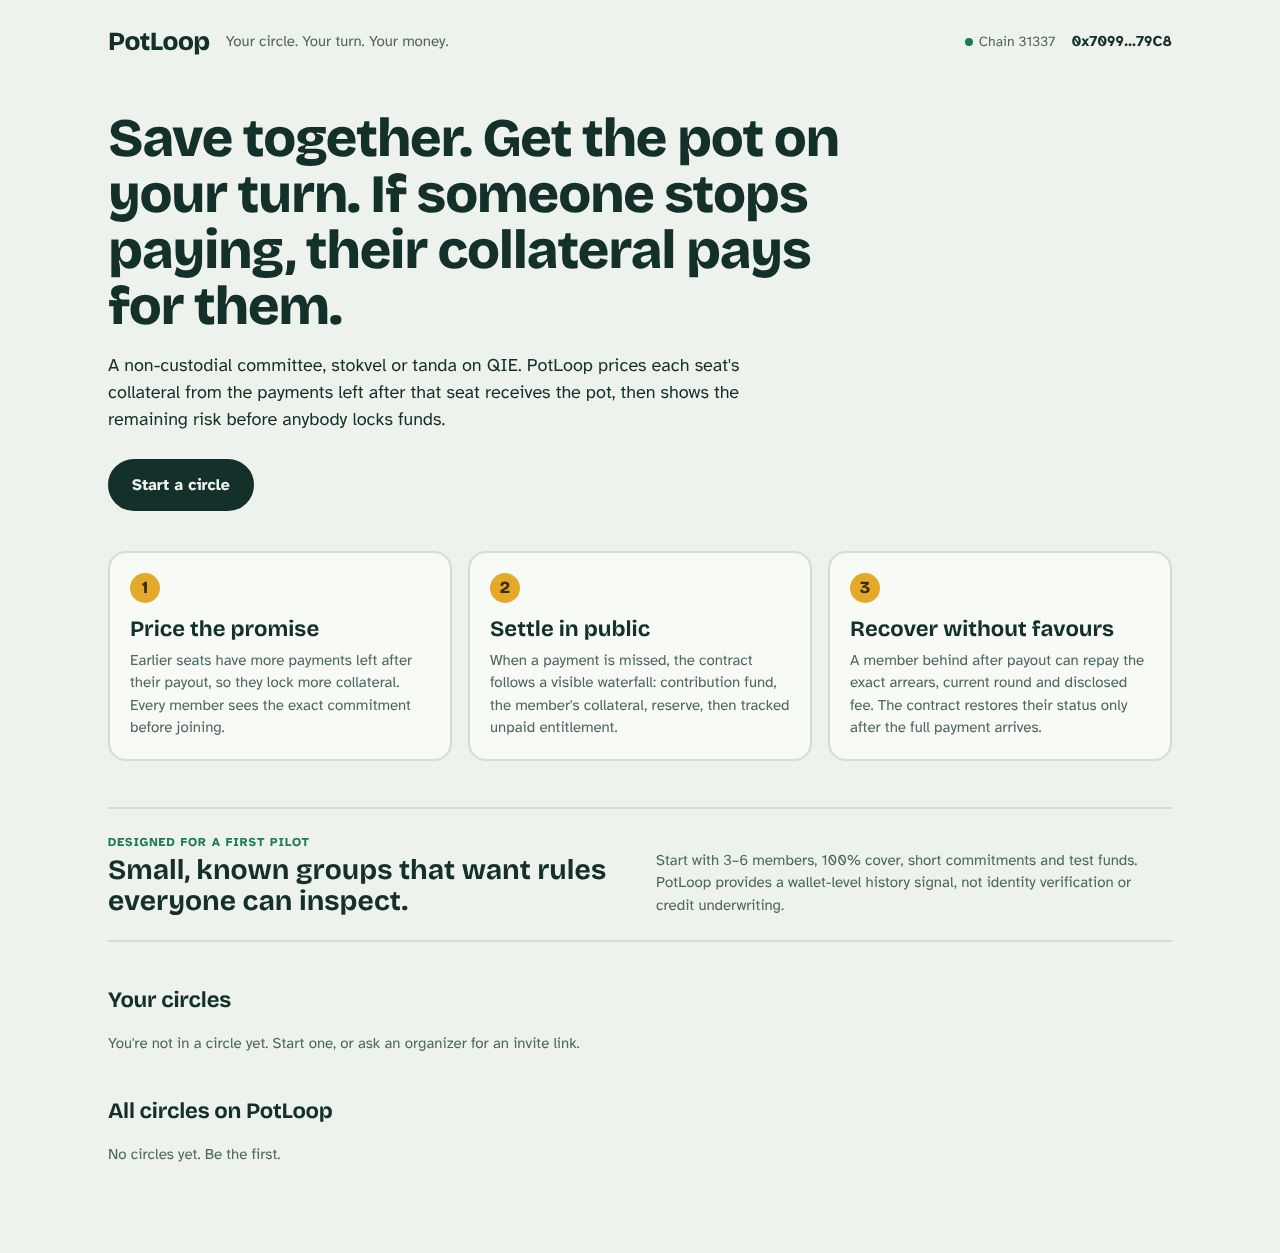 PotLoop Your circle. Your turn. Your money. Chain 31337 0x7099…79C8
Save together. Get the pot on
your turn. If someone stops
paying, their collateral pays
for them.
A non-custodial committee, stokvel or tanda on QIE. PotLoop prices each seat's
collateral from the payments left after that seat receives the pot, then shows the
remaining risk before anybody locks funds.
Start a circle
1
Price the promise
Earlier seats have more payments left after
their payout, so they lock more collateral.
Every member sees the exact commitment
before joining.
2
Settle in public
When a payment is missed, the contract
follows a visible waterfall: contribution fund,
the member's collateral, reserve, then tracked
unpaid entitlement.
3
Recover without favours
A member behind after payout can repay the
exact arrears, current round and disclosed
fee. The contract restores their status only
after the full payment arrives.
DESIGNED FOR A FIRST PILOT
Small, known groups that want rules
everyone can inspect.
Start with 3–6 members, 100% cover, short commitments and test funds.
PotLoop provides a wallet-level history signal, not identity verification or
credit underwriting.
Your circles
You're not in a circle yet. Start one, or ask an organizer for an invite link.
All circles on PotLoop
No circles yet. Be the first.